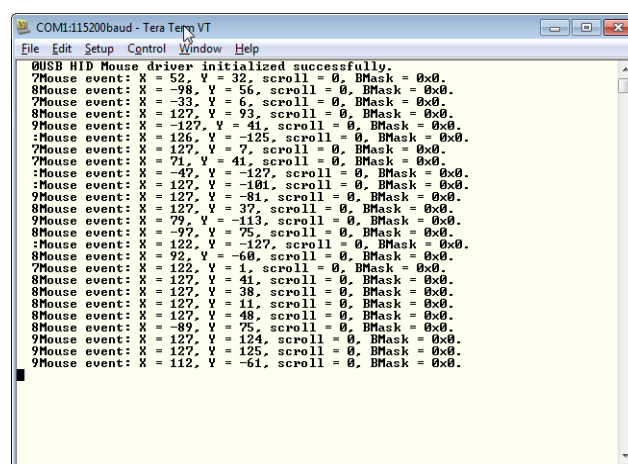 COM1:115200baud - Tera Term VT
File Edit Setup Control Window Help
0USB HID Mouse driver initialized successfully.
7Mouse event: X = 52, Y = 32, scroll = 0, BMask = 0x0.
8Mouse event: X = -98, Y = 56, scroll = 0, BMask = 0x0.
7Mouse event: X = -33, Y = 6, scroll = 0, BMask = 0x0.
8Mouse event: X = 127, Y = 93, scroll = 0, BMask = 0x0.
9Mouse event: X = -127, Y = 41, scroll = 0, BMask = 0x0.
:Mouse event: X = 126, Y = -125, scroll = 0, BMask = 0x0.
7Mouse event: X = 127, Y = 7, scroll = 0, BMask = 0x0.
7Mouse event: X = 71, Y = 41, scroll = 0, BMask = 0x0.
:Mouse event: X = -47, Y = -127, scroll = 0, BMask = 0x0.
:Mouse event: X = 127, Y = -101, scroll = 0, BMask = 0x0.
9Mouse event: X = 127, Y = -81, scroll = 0, BMask = 0x0.
8Mouse event: X = 127, Y = 37, scroll = 0, BMask = 0x0.
9Mouse event: X = 79, Y = -113, scroll = 0, BMask = 0x0.
8Mouse event: X = -97, Y = 75, scroll = 0, BMask = 0x0.
:Mouse event: X = 122, Y = -127, scroll = 0, BMask = 0x0.
8Mouse event: X = 92, Y = -60, scroll = 0, BMask = 0x0.
7Mouse event: X = 122, Y = 1, scroll = 0, BMask = 0x0.
8Mouse event: X = 127, Y = 41, scroll = 0, BMask = 0x0.
8Mouse event: X = 127, Y = 38, scroll = 0, BMask = 0x0.
8Mouse event: X = 127, Y = 11, scroll = 0, BMask = 0x0.
8Mouse event: X = 127, Y = 48, scroll = 0, BMask = 0x0.
8Mouse event: X = -89, Y = 75, scroll = 0, BMask = 0x0.
9Mouse event: X = 127, Y = 124, scroll = 0, BMask = 0x0.
9Mouse event: X = 127, Y = 125, scroll = 0, BMask = 0x0.
9Mouse event: X = 112, Y = -61, scroll = 0, BMask = 0x0.